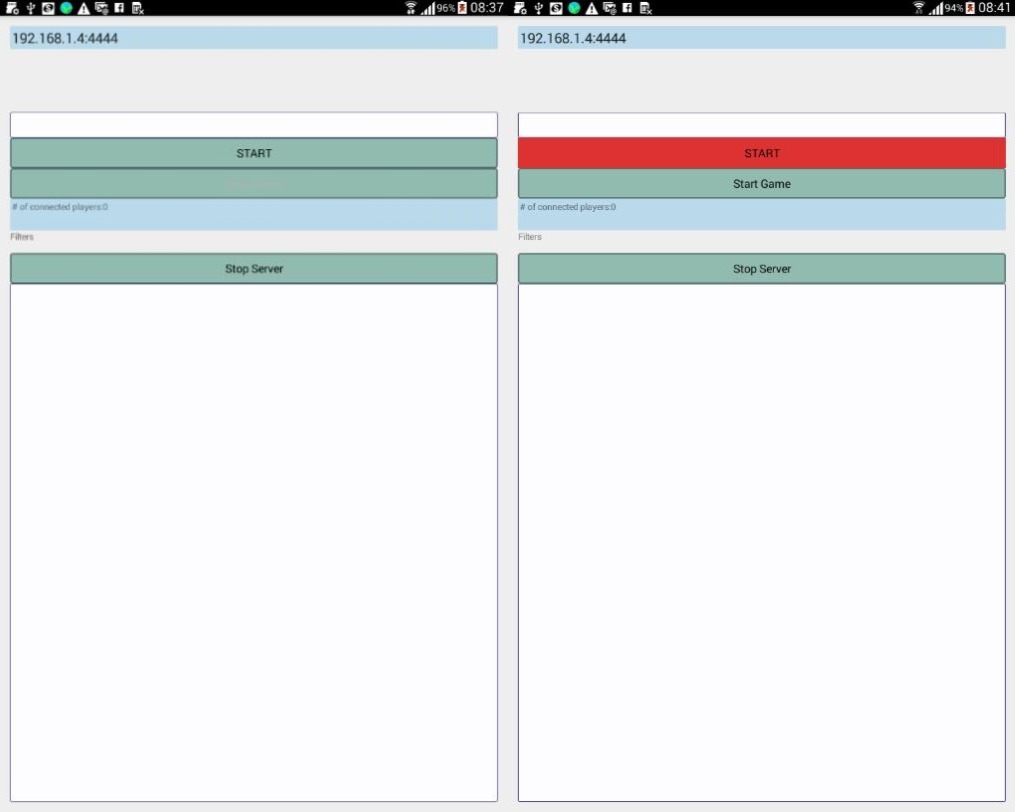 96% 08:37
192.168.1.4:4444
START
# of connected players:0
Filters
Stop Server
94% 08:41
192.168.1.4:4444
START
Start Game
# of connected players:0
Filters
Stop Server